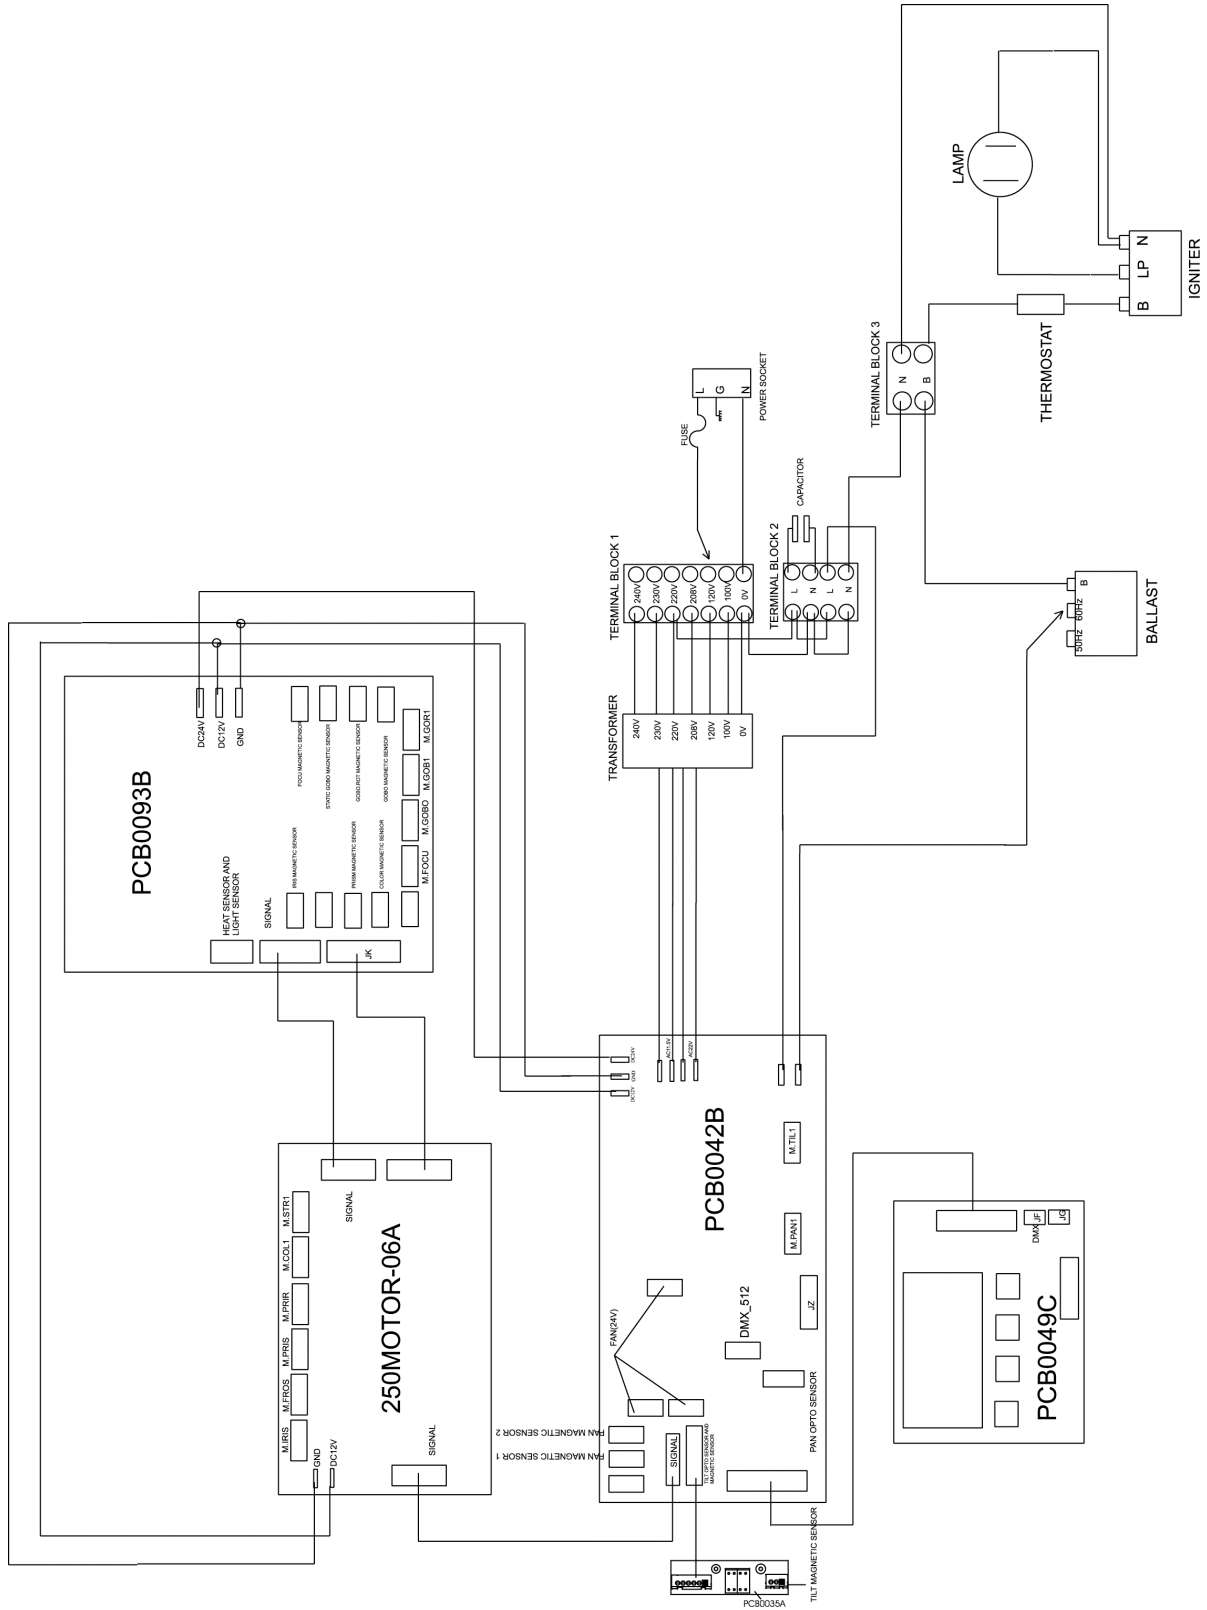 LAMP
N
LP
B
IGNITER
THERMOSTAT
TERMINAL BLOCK 3
N
B
L
G
N
POWER SOCKET
FUSE
CAPACITOR
TERMINAL BLOCK 2
L
N
L
N
TERMINAL BLOCK 1
240V
230V
220V
208V
120V
100V
0V
B
60Hz
50Hz
BALLAST
TRANSFORMER
240V
230V
220V
208V
120V
100V
0V
PCB0093B
DC24V
DC12V
GND
FOCU MAGNETIC SENSOR
STATIC GOBO MAGNETIC SENSOR
GOBO.ROT MAGNETIC SENSOR
GOBO MAGNETIC SENSOR
M.GOR1
M.GOB1
M.GOBO
M.FOCU
IRIS MAGNETIC SENSOR
PRISM MAGNETIC SENSOR
COLOR MAGNETIC SENSOR
HEAT SENSOR AND
LIGHT SENSOR
SIGNAL
JK
250MOTOR-06A
SIGNAL
M.STR1
M.COL1
M.PRIR
M.PRIS
M.FROS
M.IRIS
GND
DC12V
SIGNAL
PCB0042B
DC24V
GND
DC12V
AC11.5V
AC22V
M.TIL1
M.PAN1
JZ
DMX_512
FAN(24V)
PAN OPTO SENSOR
PAN MAGNETIC SENSOR 2
PAN MAGNETIC SENSOR 1
SIGNAL
TILT OPTO SENSOR AND
MAGNETIC SENSOR
TILT MAGNETIC SENSOR
PCB0035A
PCB0049C
DMX
JF
JG